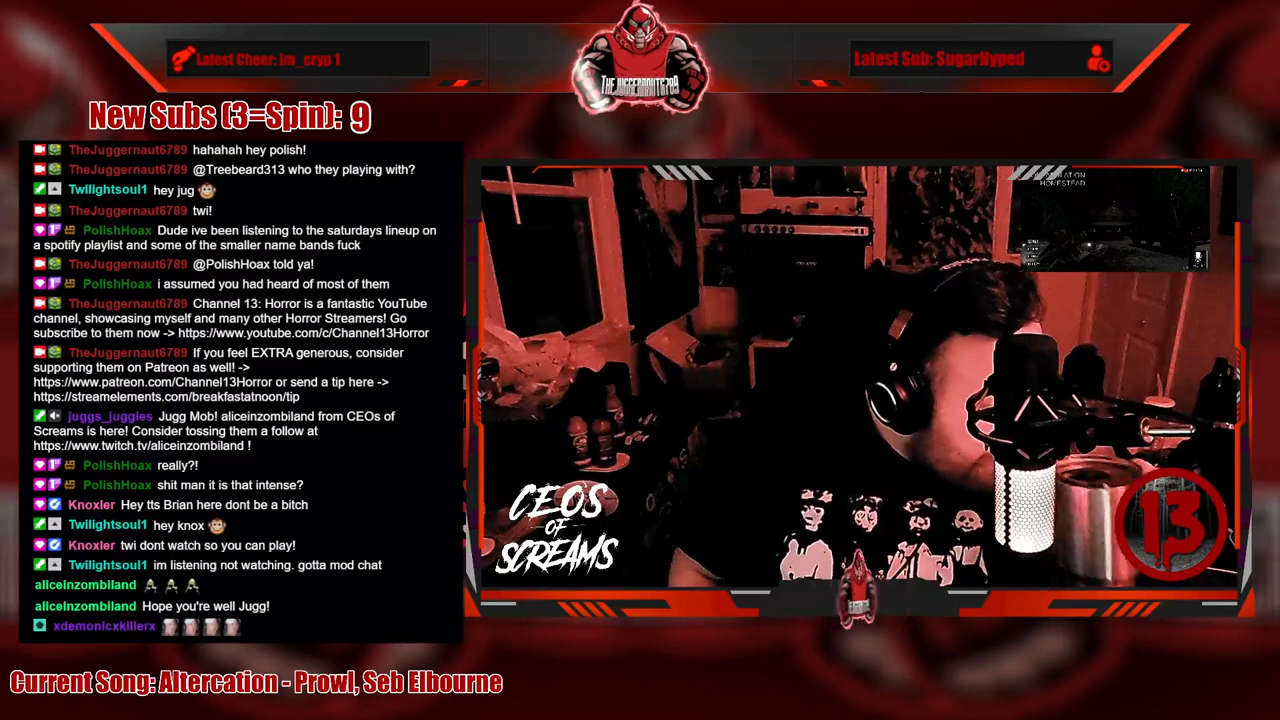 Latest Cheer: im_cryp 1
THEJUGGERNAUT6789
Latest Sub: SugarHyped
New Subs (3=Spin): 9
TheJuggernaut6789 hahahah hey polish!
TheJuggernaut6789 @Treebeard313 who they playing with?
Twilightsoul1 hey jug
TheJuggernaut6789 twi!
PolishHoax Dude ive been listening to the saturdays lineup on
a spotify playlist and some of the smaller name bands fuck
TheJuggernaut6789 @PolishHoax told ya!
PolishHoax i assumed you had heard of most of them
TheJuggernaut6789 Channel 13: Horror is a fantastic YouTube
channel, showcasing myself and many other Horror Streamers! Go
subscribe to them now -> https://www.youtube.com/c/Channel13Horror
TheJuggernaut6789 If you feel EXTRA generous, consider
supporting them on Patreon as well! ->
https://www.patreon.com/Channel13Horror or send a tip here ->
https://streamelements.com/breakfastatnoon/tip
juggs_juggies Jugg Mob! aliceinzombiland from CEOs of
Screams is here! Consider tossing them a follow at
https://www.twitch.tv/aliceinzombiland !
PolishHoax really?!
PolishHoax shit man it is that intense?
Knoxler Hey tts Brian here dont be a bitch
Twilightsoul1 hey knox
Knoxler twi dont watch so you can play!
Twilightsoul1 im listening not watching. gotta mod chat
aliceinzombiland
aliceinzombiland Hope you're well Jugg!
xdemonicxkillerx
HOMESTEAD
CEOS
OF
SCREAMS
13
Current Song: Altercation - Prowl, Seb Elbourne